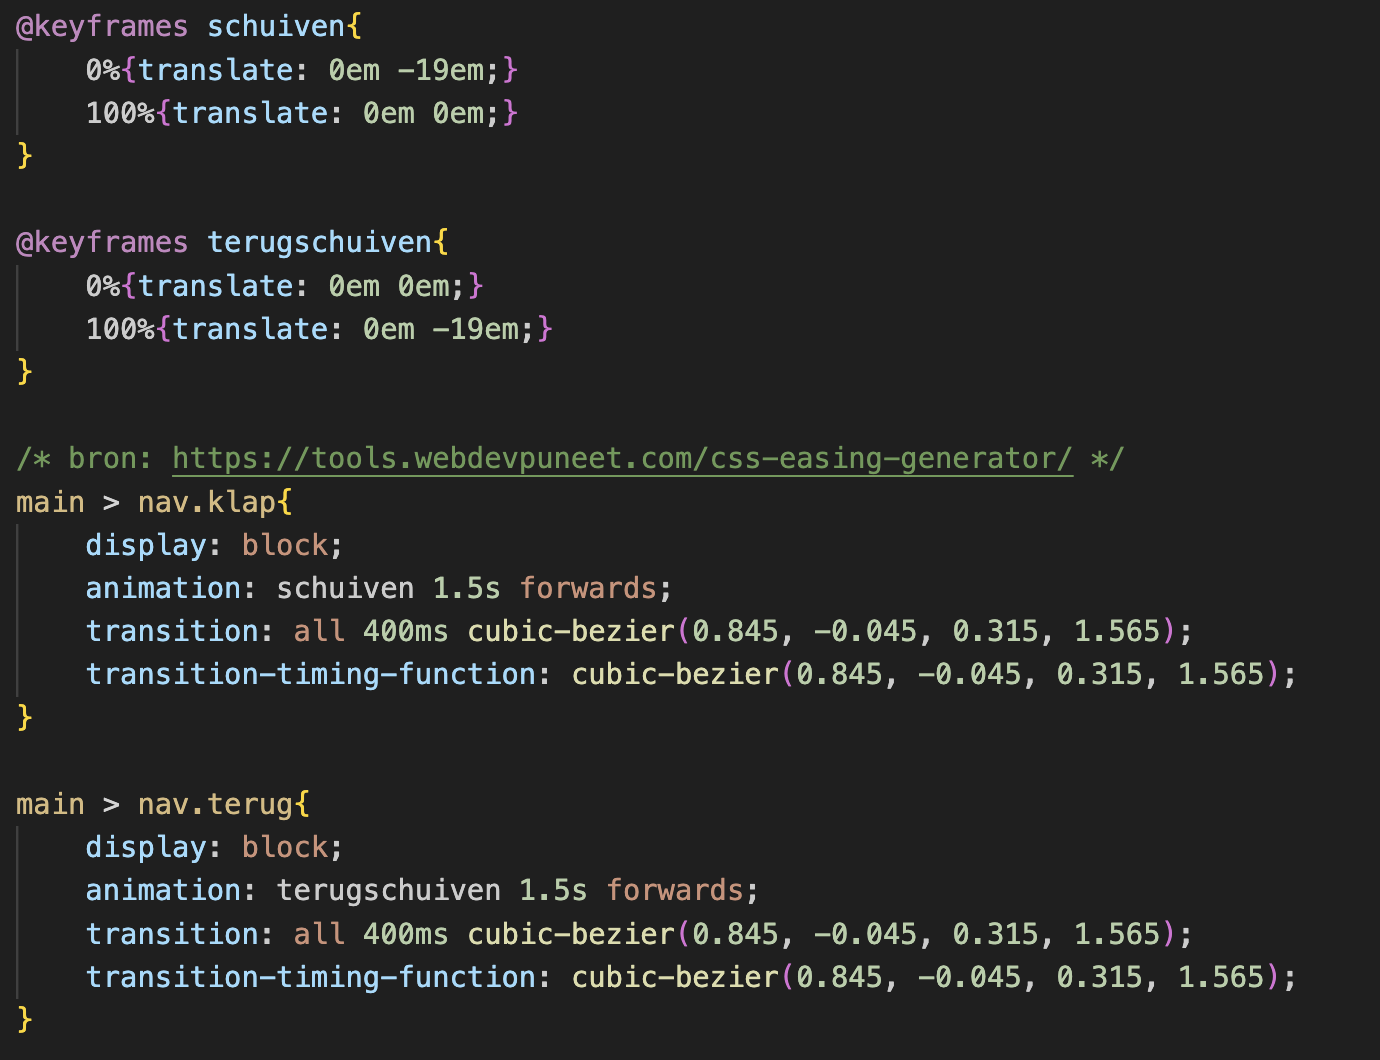 @keyframes schuiven{
    0%{translate: 0em -19em;}
    100%{translate: 0em 0em;}
}

@keyframes terugschuiven{
    0%{translate: 0em 0em;}
    100%{translate: 0em -19em;}
}

/* bron: https://tools.webdevpuneet.com/css-easing-generator/ */
main > nav.klap{
    display: block;
    animation: schuiven 1.5s forwards;
    transition: all 400ms cubic-bezier(0.845, -0.045, 0.315, 1.565);
    transition-timing-function: cubic-bezier(0.845, -0.045, 0.315, 1.565);
}

main > nav.terug{
    display: block;
    animation: terugschuiven 1.5s forwards;
    transition: all 400ms cubic-bezier(0.845, -0.045, 0.315, 1.565);
    transition-timing-function: cubic-bezier(0.845, -0.045, 0.315, 1.565);
}